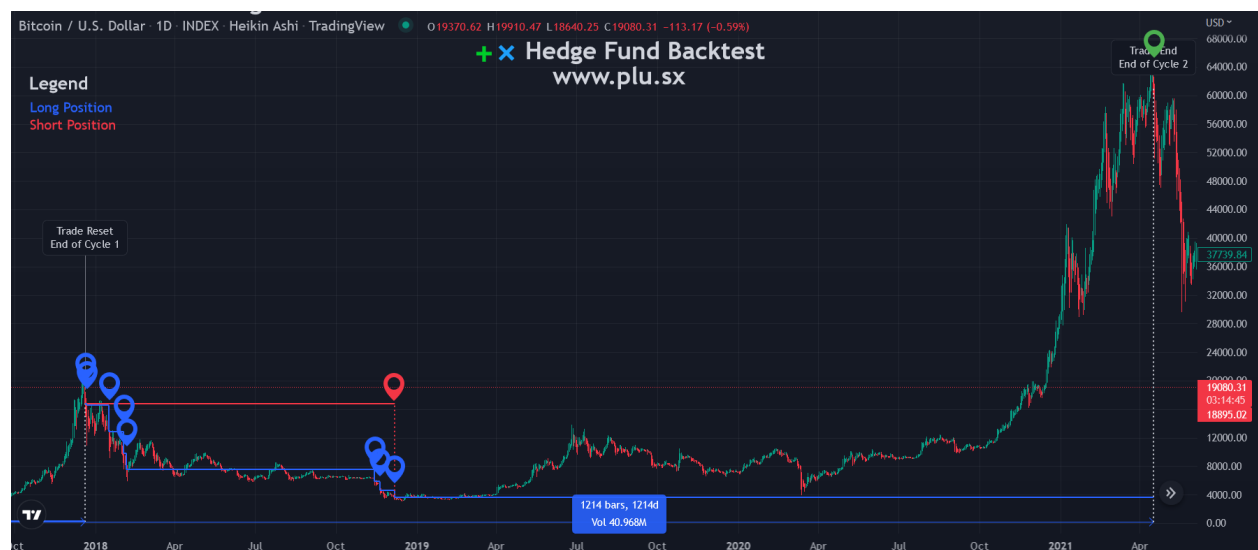 Bitcoin / U.S. Dollar · 1D · INDEX · Heikin Ashi · TradingView O19370.62 H19910.47 L18640.25 C19080.31 −113.17 (−0.59%)
USD
Hedge Fund Backtest
www.plu.sx
Legend
Long Position
Short Position
Trade Reset
End of Cycle 1
End of Cycle 2
68000.00
64000.00
60000.00
56000.00
52000.00
48000.00
44000.00
40000.00
37739.84
36000.00
32000.00
28000.00
24000.00
19080.31
03:14:45
18895.02
12000.00
8000.00
4000.00
0.00
1214 bars, 1214d
Vol 40.968M
2018 Apr Jul Oct 2019 Apr Jul Oct 2020 Apr Jul Oct 2021 Apr